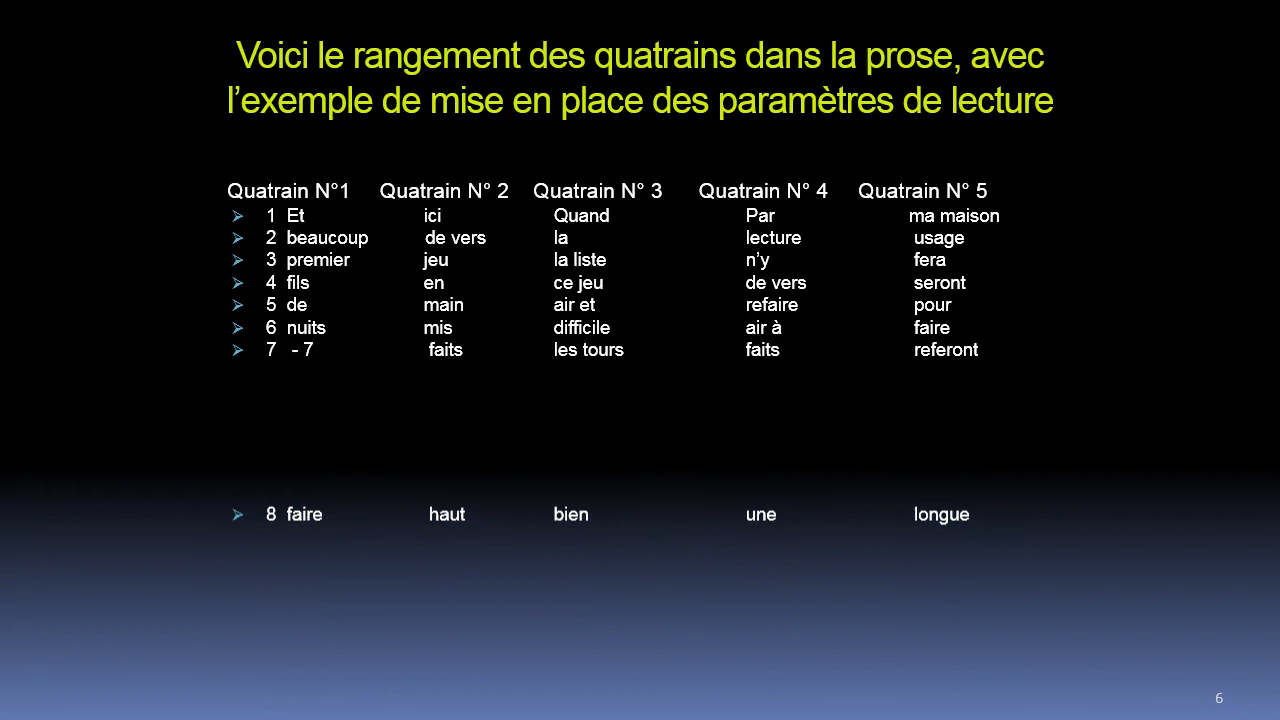 Voici le rangement des quatrains dans la prose, avec
l’exemple de mise en place des paramètres de lecture
Quatrain N°1 Quatrain N° 2 Quatrain N° 3 Quatrain N° 4 Quatrain N° 5
1 Et ici Quand Par ma maison
2 beaucoup de vers la lecture usage
3 premier jeu la liste n’y fera
4 fils en ce jeu de vers seront
5 de main air et refaire pour
6 nuits mis difficile air à faire
7 - 7 faits les tours faits referont
8 faire haut bien une longue
6